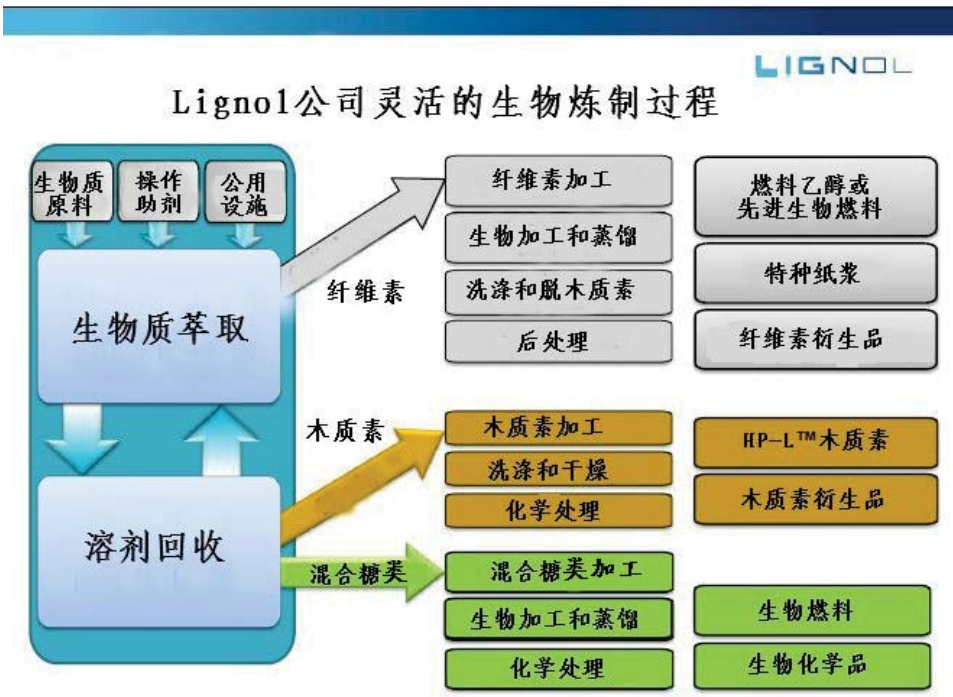 LIGNOL
Lignol公司灵活的生物炼制过程
生物质
原料
操作
助剂
公用
设施
生物质萃取
溶剂回收
纤维素
纤维素加工
生物加工和蒸馏
洗涤和脱木质素
后处理
燃料乙醇或
先进生物燃料
特种纸浆
纤维素衍生品
木质素
木质素加工
洗涤和干燥
化学处理
HP-L™木质素
木质素衍生品
混合糖类
混合糖类加工
生物加工和蒸馏
化学处理
生物燃料
生物化学品